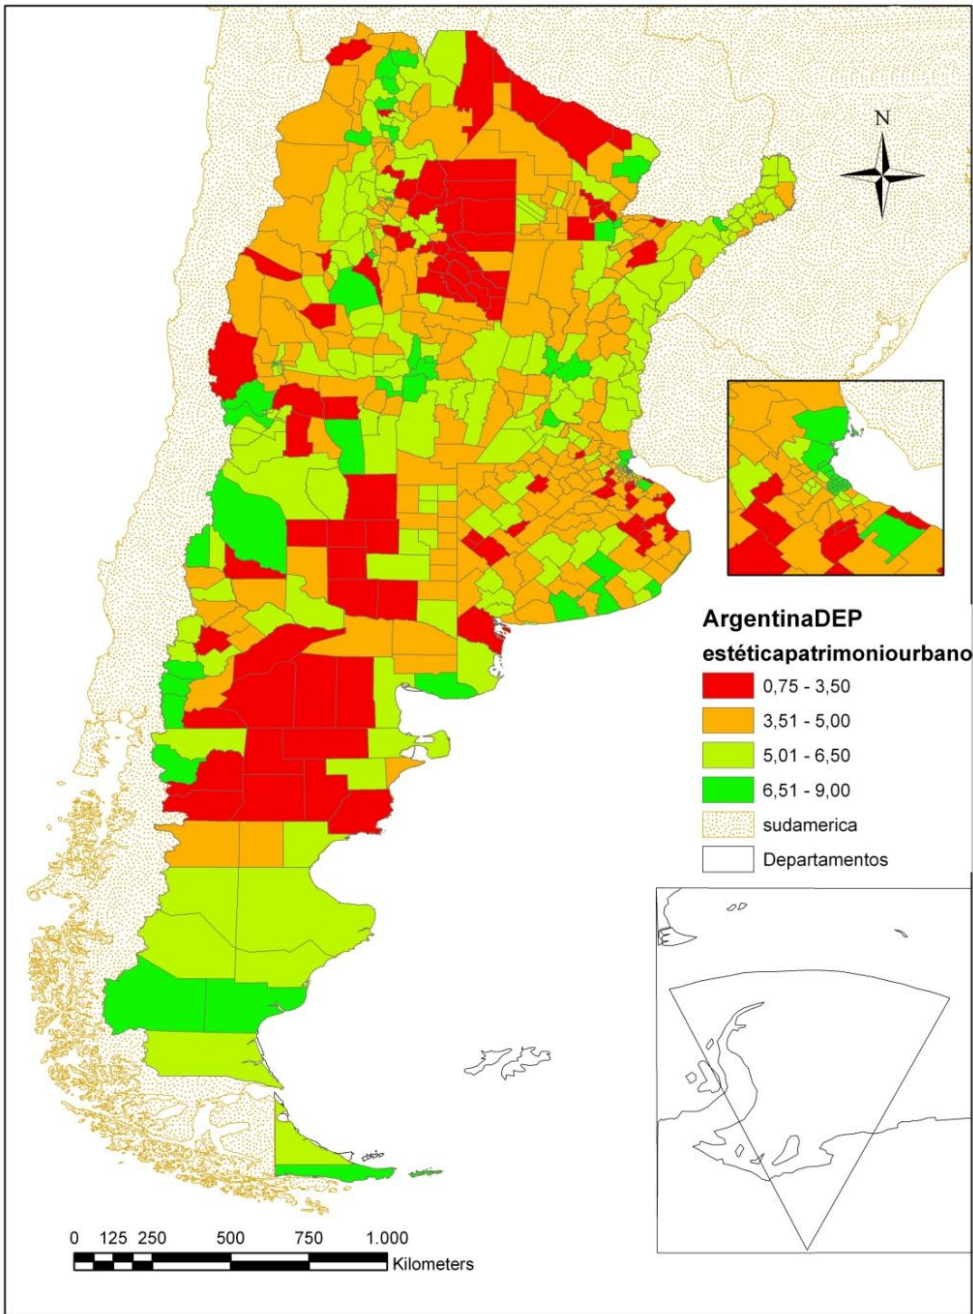 N
ArgentinaDEP
estéticapatrimoniourbano
0,75 - 3,50
3,51 - 5,00
5,01 - 6,50
6,51 - 9,00
sudamerica
Departamentos
0 125 250 500 750 1.000
Kilometers